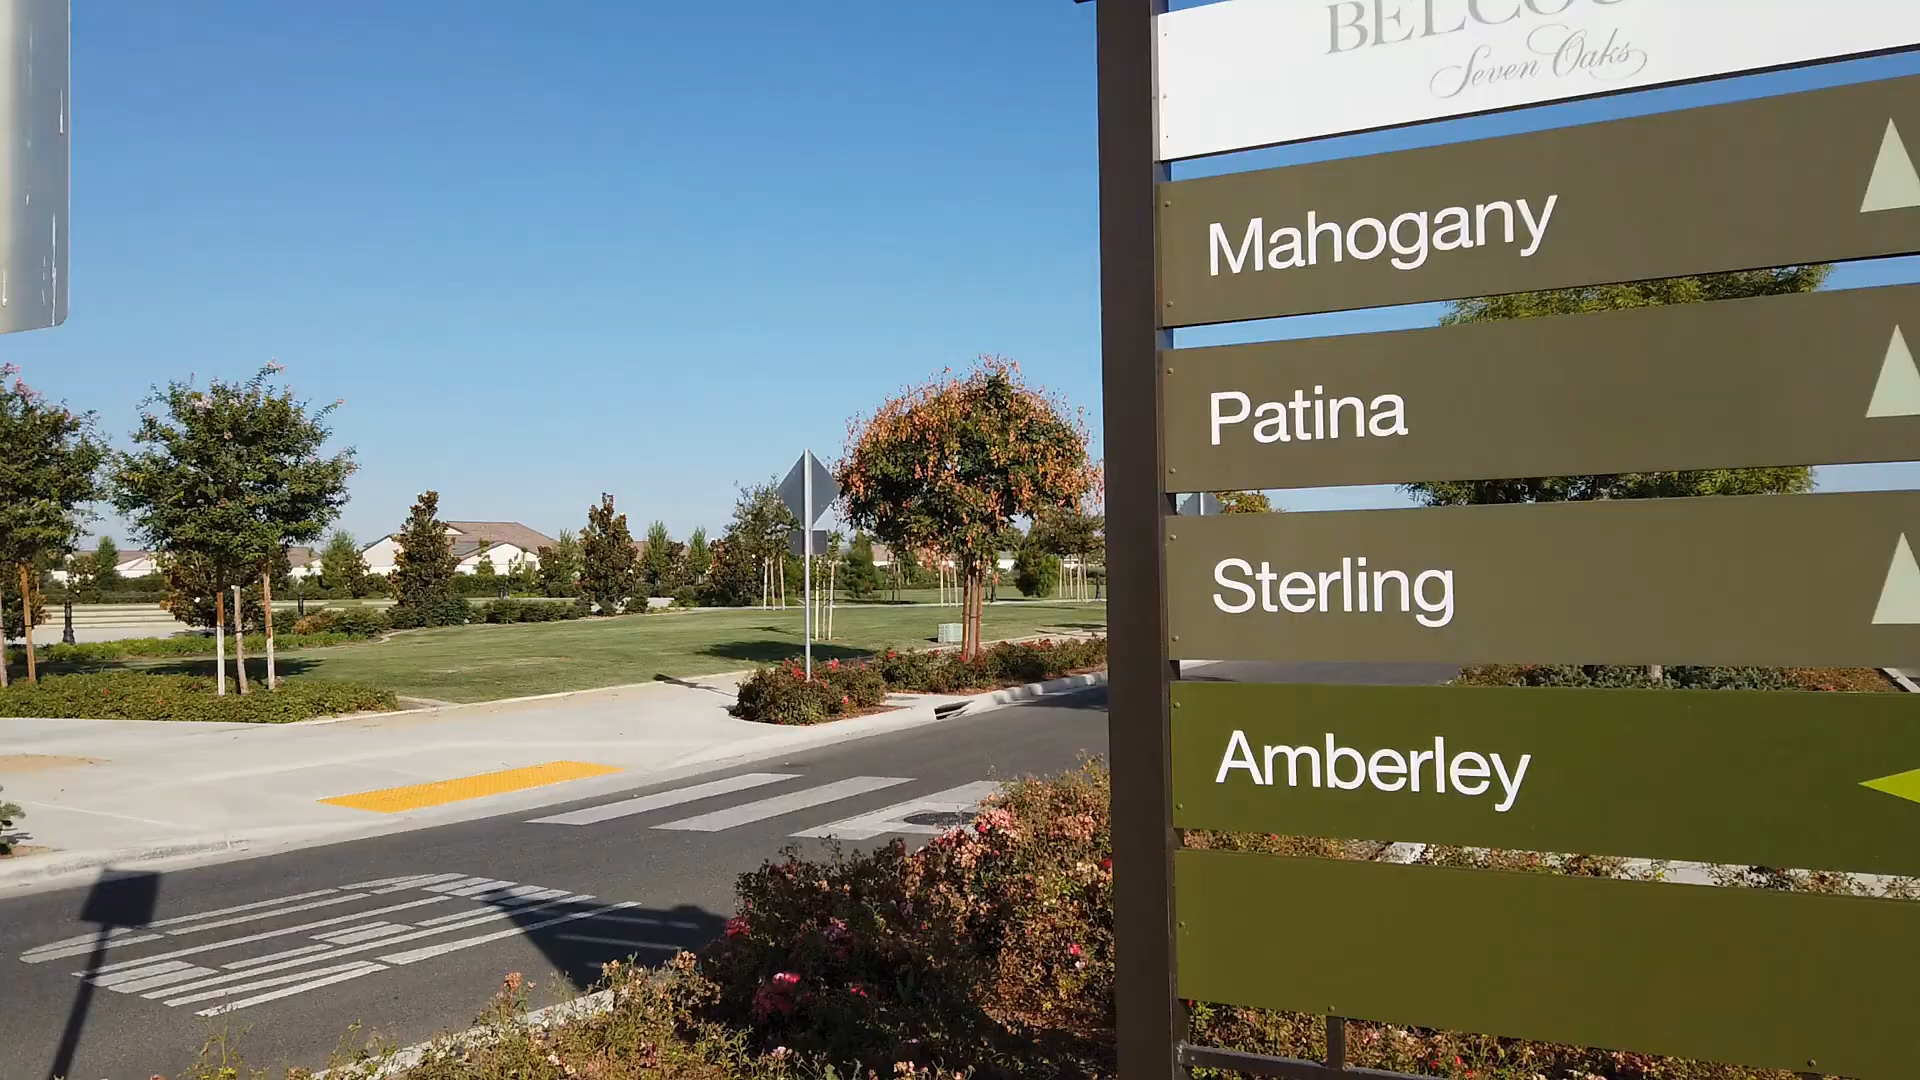 Seven Oaks
Mahogany
Patina
Sterling
Amberley